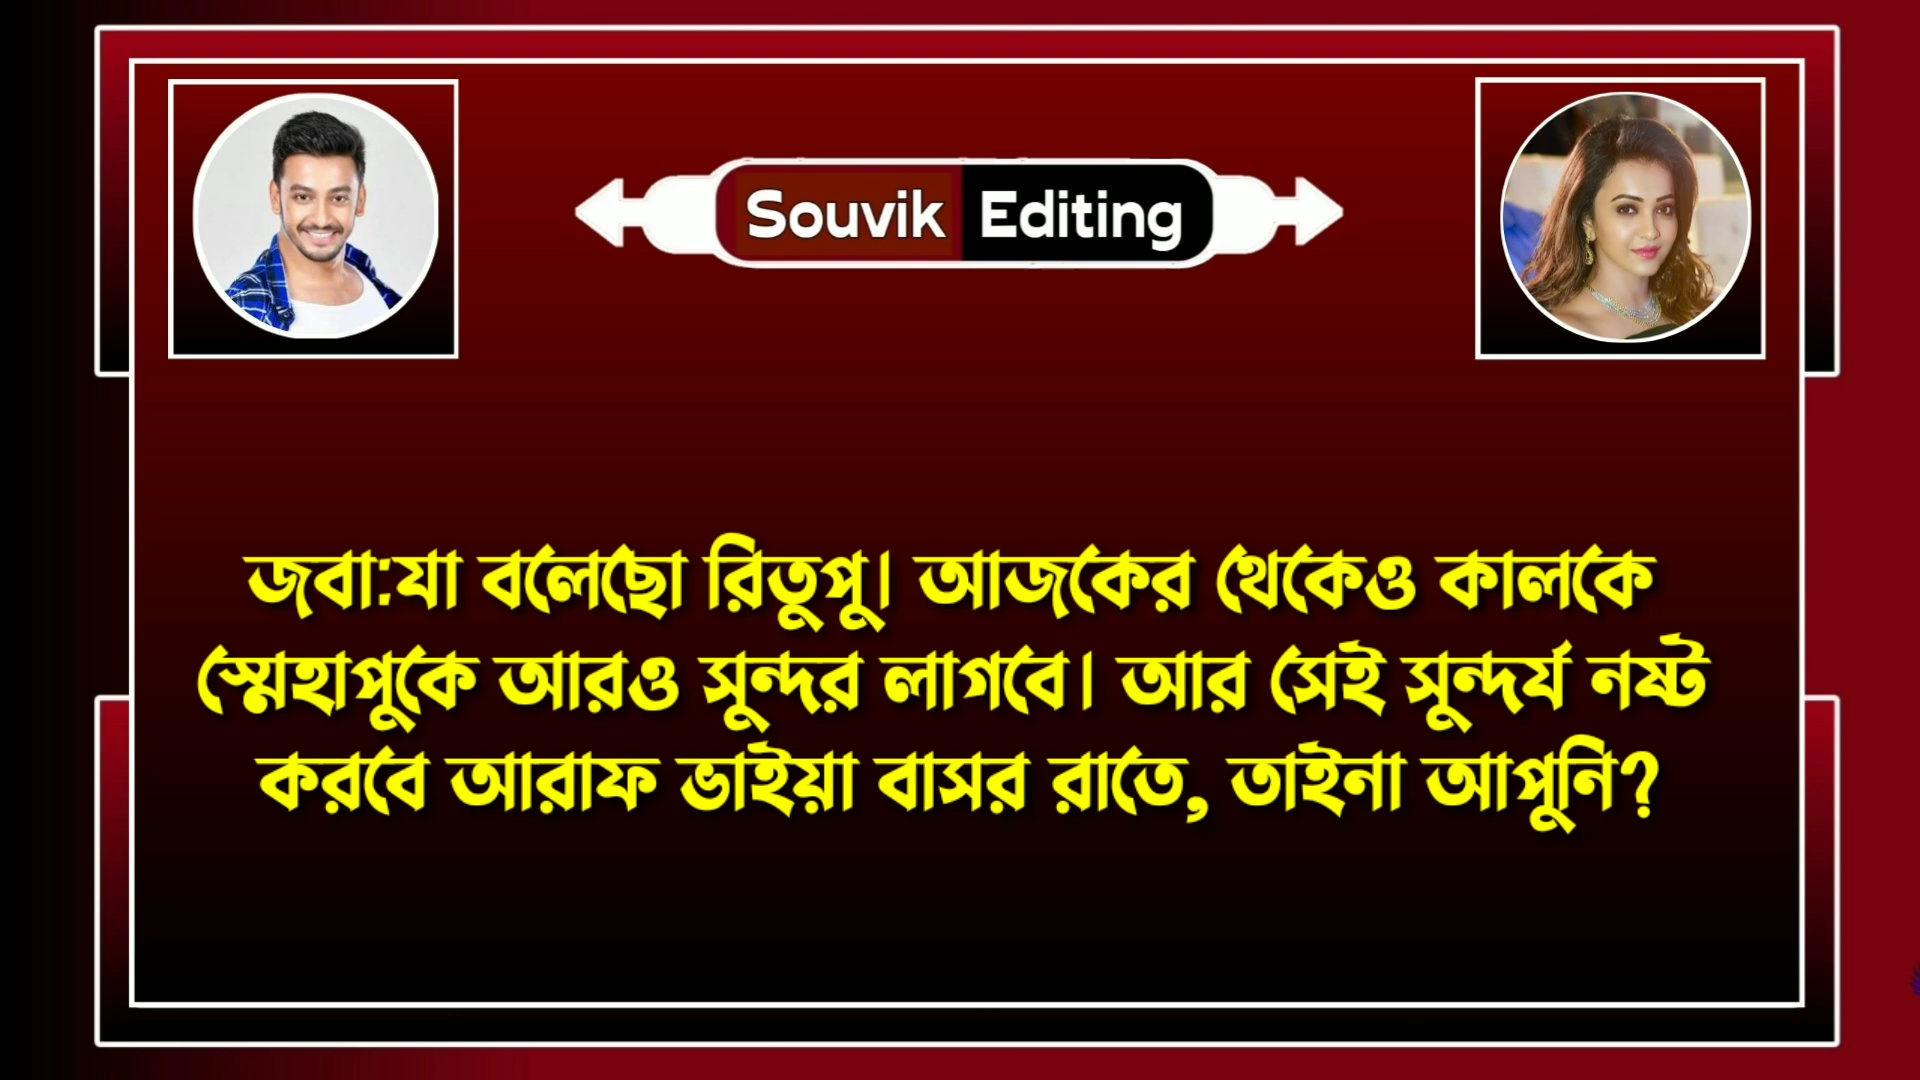 Souvik Editing
জবা:যা বলেছো রিতুপু। আজকের থেকেও কালকে
স্নেহাপুকে আরও সুন্দর লাগবে। আর সেই সুন্দর্য নষ্ট
করবে আরাফ ভাইয়া বাসর রাতে, তাইনা আপুনি?